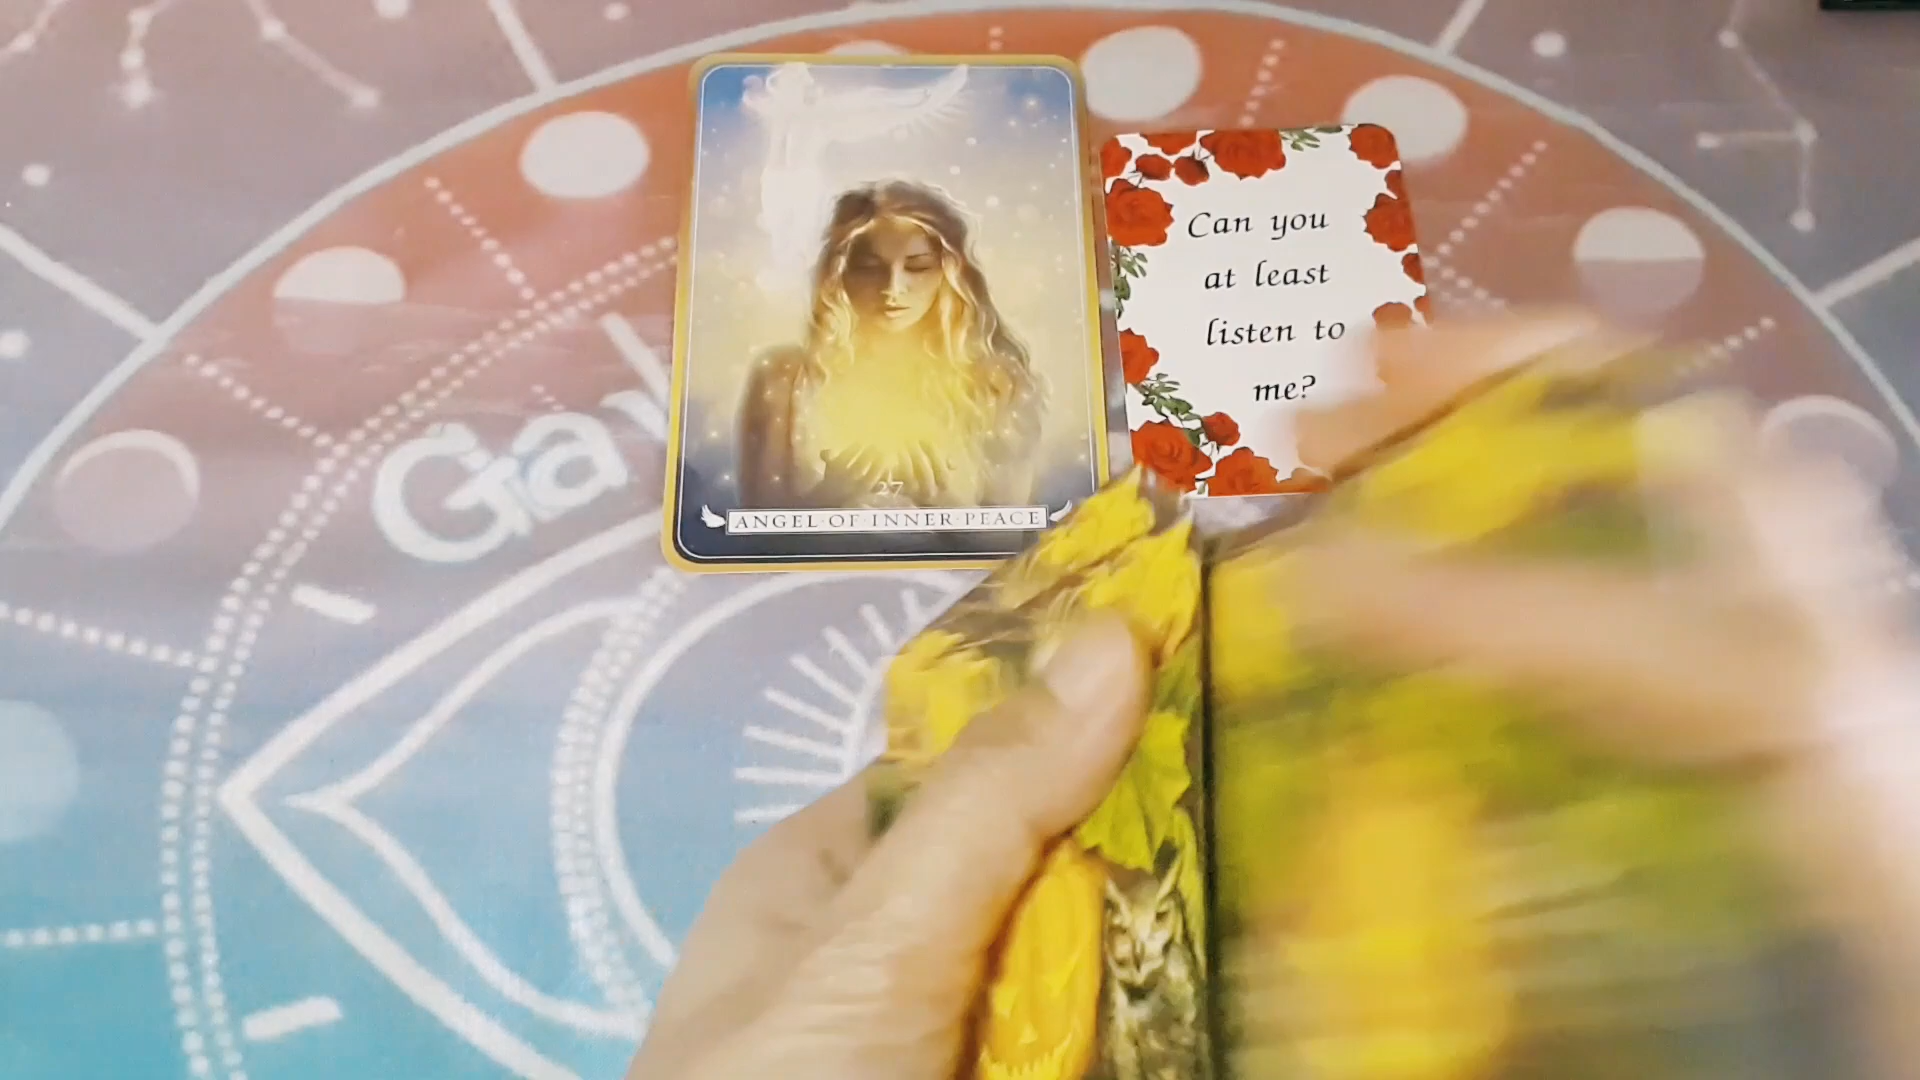 27
ANGEL·OF·INNER·PEACE
Can you
at least
listen to
me?